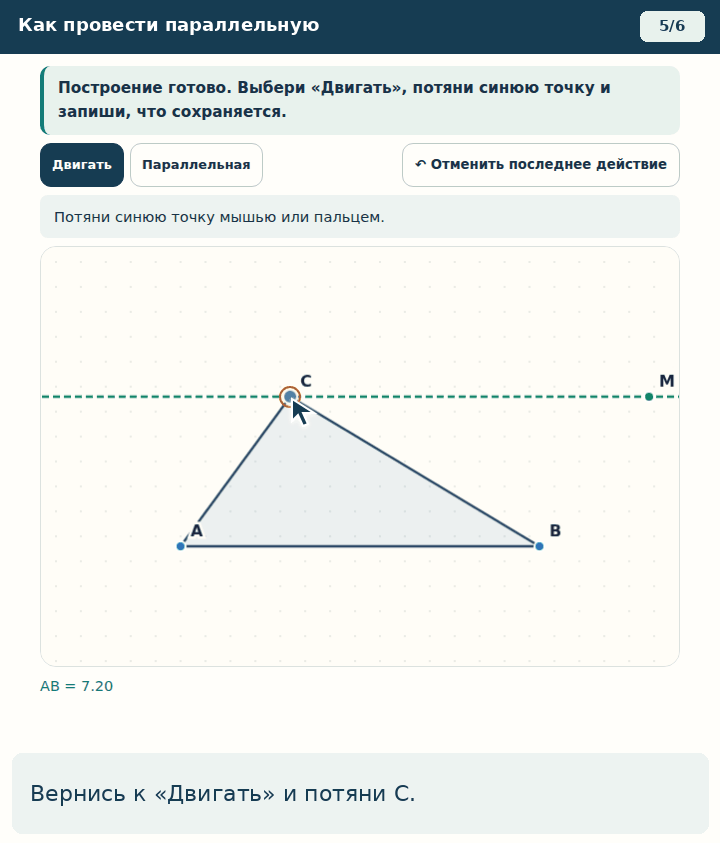 Как провести параллельную
5/6
Построение готово. Выбери «Двигать», потяни синюю точку и
запиши, что сохраняется.
Двигать
Параллельная
↶ Отменить последнее действие
Потяни синюю точку мышью или пальцем.
C
M
A
B
AB = 7.20
Вернись к «Двигать» и потяни C.